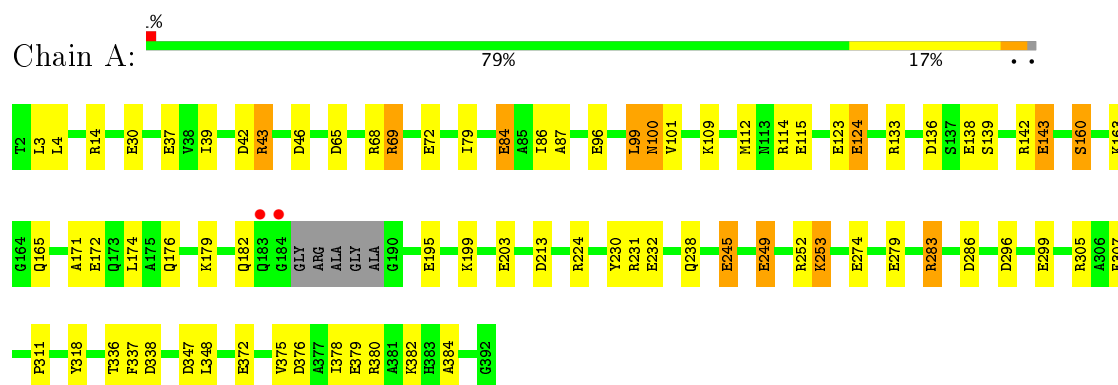 .%
Chain A:
79% 17% . .
T2 L3 L4 R14 E30 E37 V38 I39 D42 R43 D46 D65 R68 R69 E72 I79 E84 A85 I86 A87 E96 L99 N100 V101 K109 M112 N113 R114 E115 E123 E124 R133 D136 S137 E138 S139 R142 E143 S160 K163
G164 Q165 A171 E172 Q173 L174 A175 Q176 K179 Q182 Q183 G184 GLY ARG ALA GLY ALA G190 E195 K199 E203 D213 R224 Y230 R231 E232 Q238 E245 E249 R252 K253 E274 E279 R283 D286 D296 E299 R305 A306 E307
P311 Y318 T336 F337 D338 D347 L348 E372 V375 D376 A377 I378 E379 R380 A381 K382 H383 A384 G392